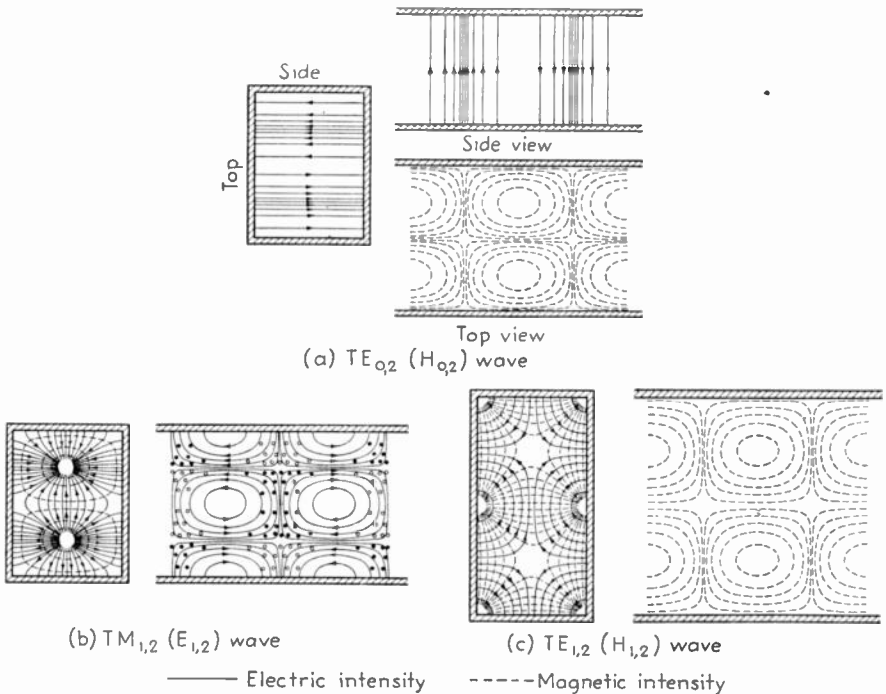 Side
Top
Side view
Top view
(a) TE0,2 (H0,2) wave
(b) TM1,2 (E1,2) wave
(c) TE1,2 (H1,2) wave
Electric intensity
Magnetic intensity